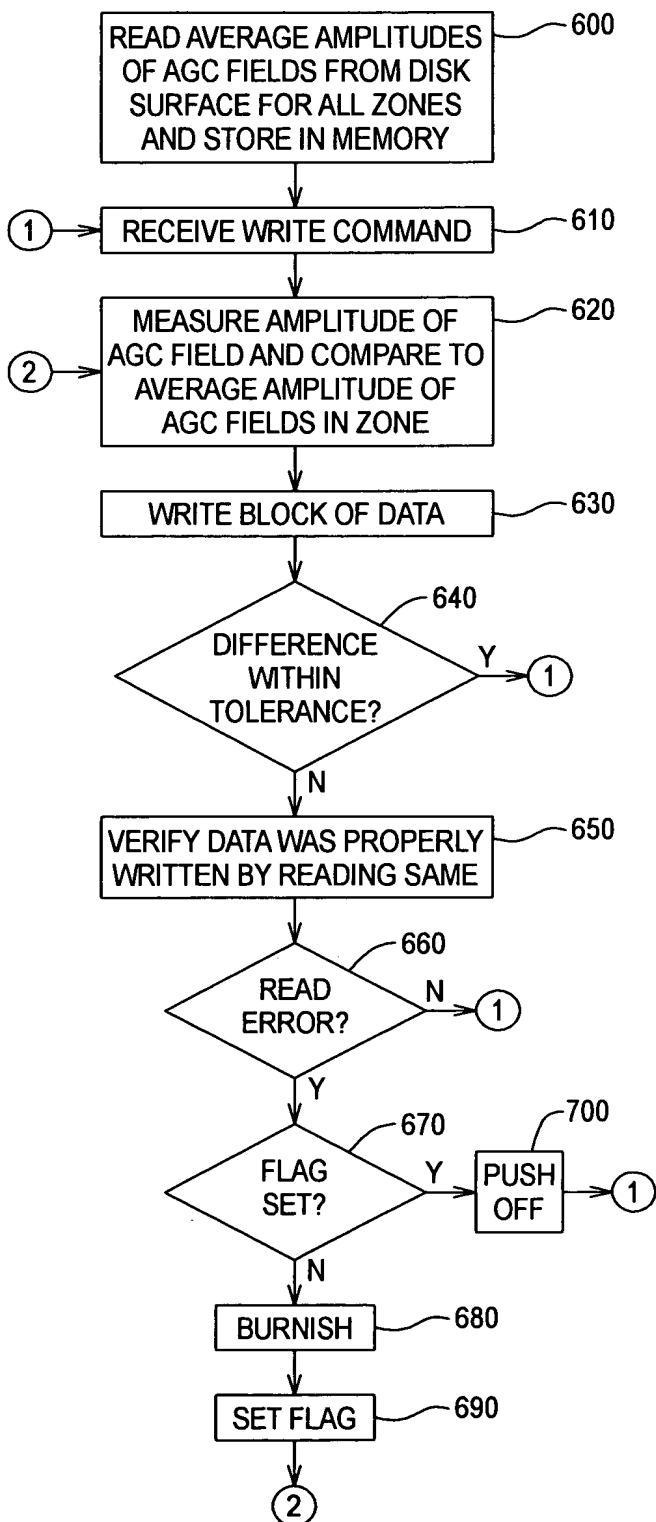 READ AVERAGE AMPLITUDES
OF AGC FIELDS FROM DISK
SURFACE FOR ALL ZONES
AND STORE IN MEMORY
600
1
RECEIVE WRITE COMMAND
610
2
MEASURE AMPLITUDE OF
AGC FIELD AND COMPARE TO
AVERAGE AMPLITUDE OF
AGC FIELDS IN ZONE
620
WRITE BLOCK OF DATA
630
640
DIFFERENCE
WITHIN
TOLERANCE?
Y
1
N
VERIFY DATA WAS PROPERLY
WRITTEN BY READING SAME
650
660
READ
ERROR?
N
1
Y
670
FLAG
SET?
Y
700
PUSH
OFF
1
N
BURNISH
680
SET FLAG
690
2